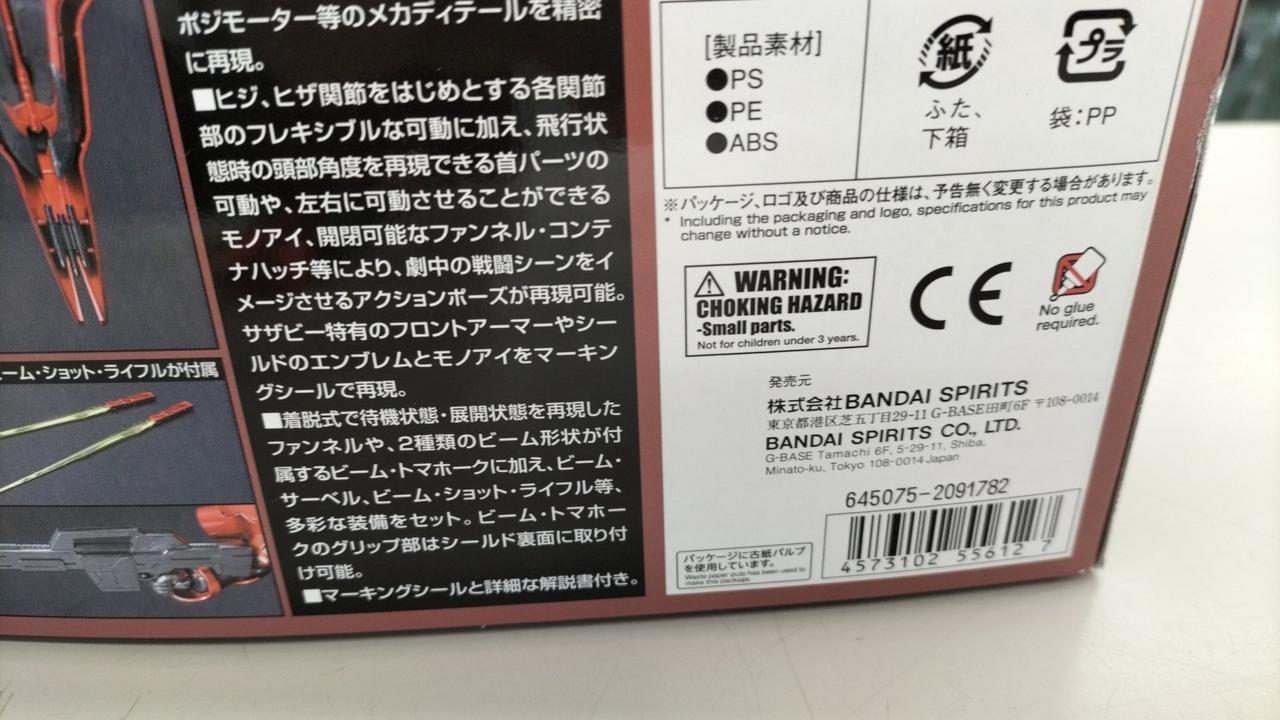 ポジモーター等のメカディテールを精密
に再現。
■ヒジ、ヒザ関節をはじめとする各関節
部のフレキシブルな可動に加え、飛行状
態時の頭部角度を再現できる首パーツの
可動や、左右に可動させることができる
モノアイ、開閉可能なファンネル・コンテ
ナハッチ等により、劇中の戦闘シーンをイ
メージさせるアクションポーズが再現可能。
サザビー特有のフロントアーマーやシー
ルドのエンブレムとモノアイをマーキン
グシールで再現。
■着脱式で待機状態・展開状態を再現した
ファンネルや、2種類のビーム形状が付
属するビーム・トマホークに加え、ビーム・
サーベル、ビーム・ショット・ライフル等、
多彩な装備をセット。ビーム・トマホー
クのグリップ部はシールド裏面に取り付
け可能。
■マーキングシールと詳細な解説書付き。
ーム・ショット・ライフルが付属
[製品素材]
●PS
●PE
●ABS
紙
ふた、
下箱
プラ
袋:PP
※パッケージ、ロゴ及び商品の仕様は、予告無く変更する場合があります。
* Including the packaging and logo, specifications for this product may
change without a notice.
WARNING:
CHOKING HAZARD
-Small parts.
Not for children under 3 years.
CE
No glue
required.
発売元
株式会社BANDAI SPIRITS
東京都港区芝五丁目29-11 G-BASE田町6F 〒108-0014
BANDAI SPIRITS CO., LTD.
G-BASE Tamachi 6F, 5-29-11, Shiba,
Minato-ku, Tokyo 108-0014 Japan
645075-2091782
4573102 55612 7
パッケージに古紙パルプ
を使用しています。
Waste paper pulp has been used to
make this package.